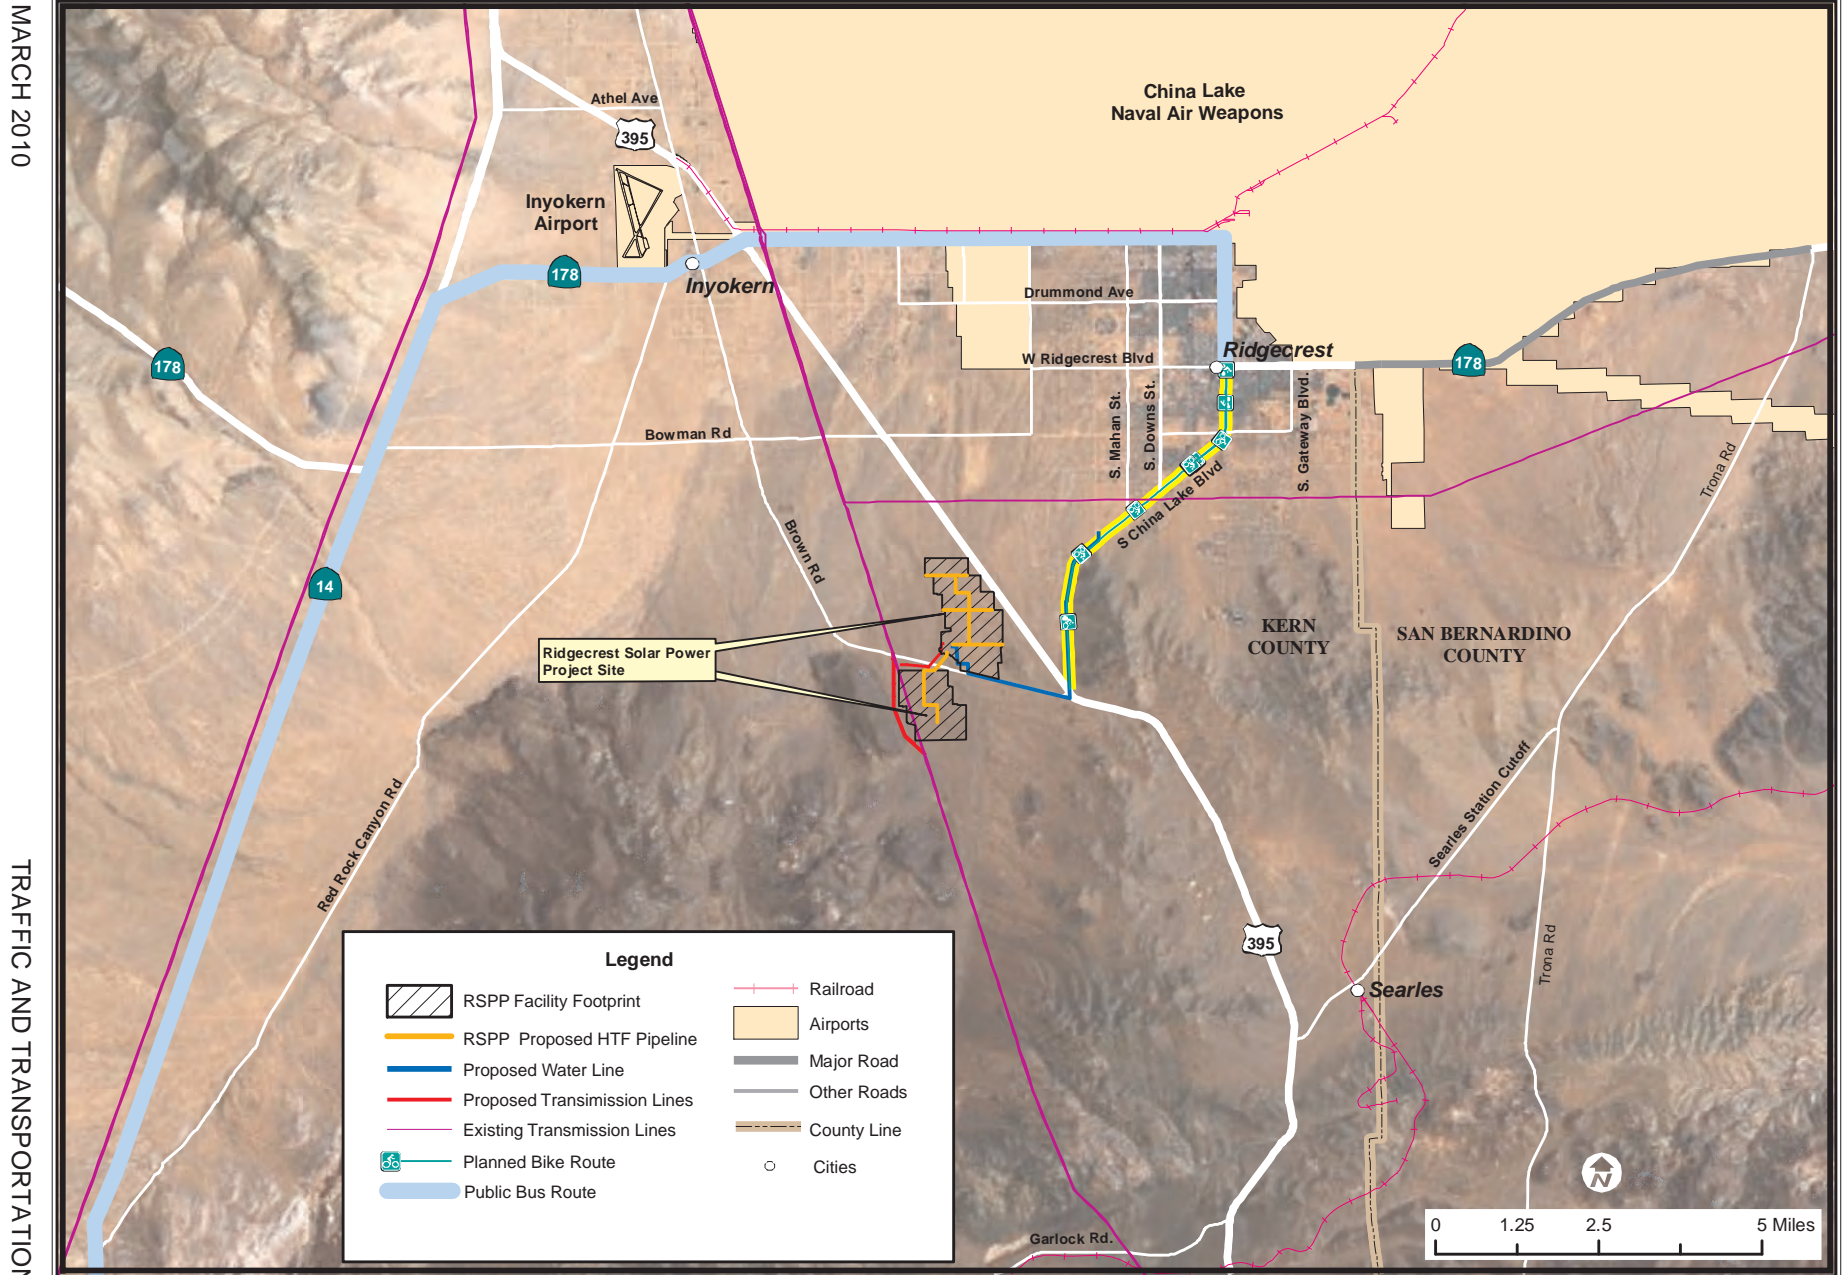 MARCH 2010
TRAFFIC AND TRANSPORTATION
China Lake
Naval Air Weapons
Athel Ave
395
Inyokern
Airport
178
Inyokern
Drummond Ave
W Ridgecrest Blvd
Ridgecrest
178
178
S. Mahan St.
S. Downs St.
S. Gateway Blvd.
Bowman Rd
Trona Rd
S China Lake Blvd
Brown Rd
14
KERN
COUNTY
SAN BERNARDINO
COUNTY
Ridgecrest Solar Power
Project Site
Searles Station Cutoff
Red Rock Canyon Rd
395
Trona Rd
Searles
Garlock Rd.
Legend
RSPP Facility Footprint
RSPP Proposed HTF Pipeline
Proposed Water Line
Proposed Transimission Lines
Existing Transmission Lines
Planned Bike Route
Public Bus Route
Railroad
Airports
Major Road
Other Roads
County Line
Cities
N
0 1.25 2.5 5 Miles